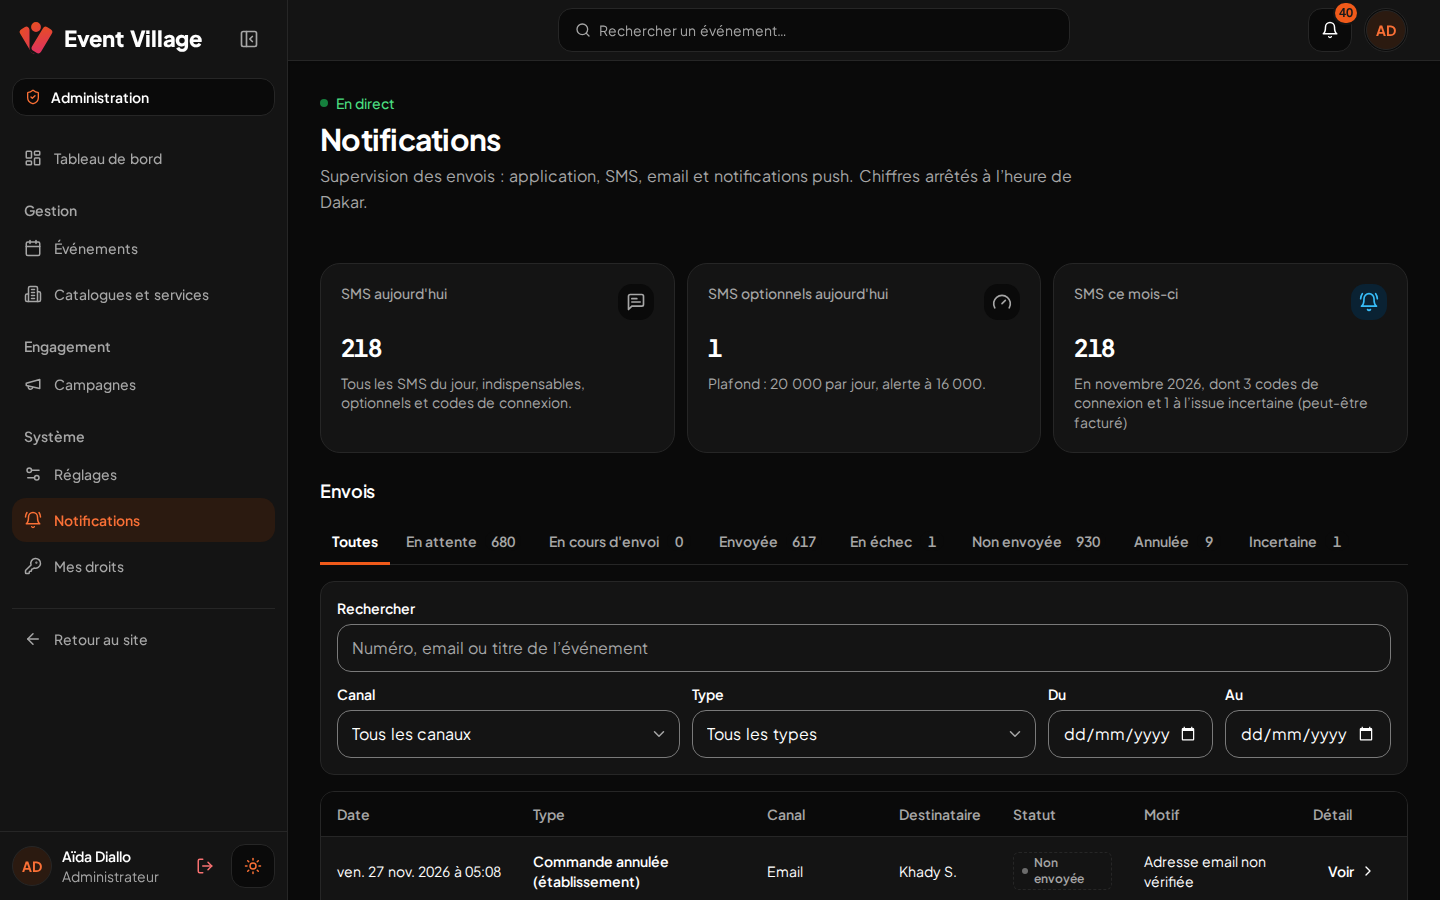 Event Village
Rechercher un événement…
40
AD
Administration
Tableau de bord
Gestion
Événements
Catalogues et services
Engagement
Campagnes
Système
Réglages
Notifications
Mes droits
Retour au site
AD
Aïda Diallo
Administrateur
En direct
Notifications
Supervision des envois : application, SMS, email et notifications push. Chiffres arrêtés à l’heure de
Dakar.
SMS aujourd'hui
218
Tous les SMS du jour, indispensables,
optionnels et codes de connexion.
SMS optionnels aujourd'hui
1
Plafond : 20 000 par jour, alerte à 16 000.
SMS ce mois-ci
218
En novembre 2026, dont 3 codes de
connexion et 1 à l’issue incertaine (peut-être
facturé)
Envois
Toutes En attente 680 En cours d'envoi 0 Envoyée 617 En échec 1 Non envoyée 930 Annulée 9 Incertaine 1
Rechercher
Numéro, email ou titre de l’événement
Canal Type Du Au
Tous les canaux Tous les types dd/mm/yyyy dd/mm/yyyy
Date Type Canal Destinataire Statut Motif Détail
ven. 27 nov. 2026 à 05:08 Commande annulée (établissement) Email Khady S. Non envoyée Adresse email non vérifiée Voir